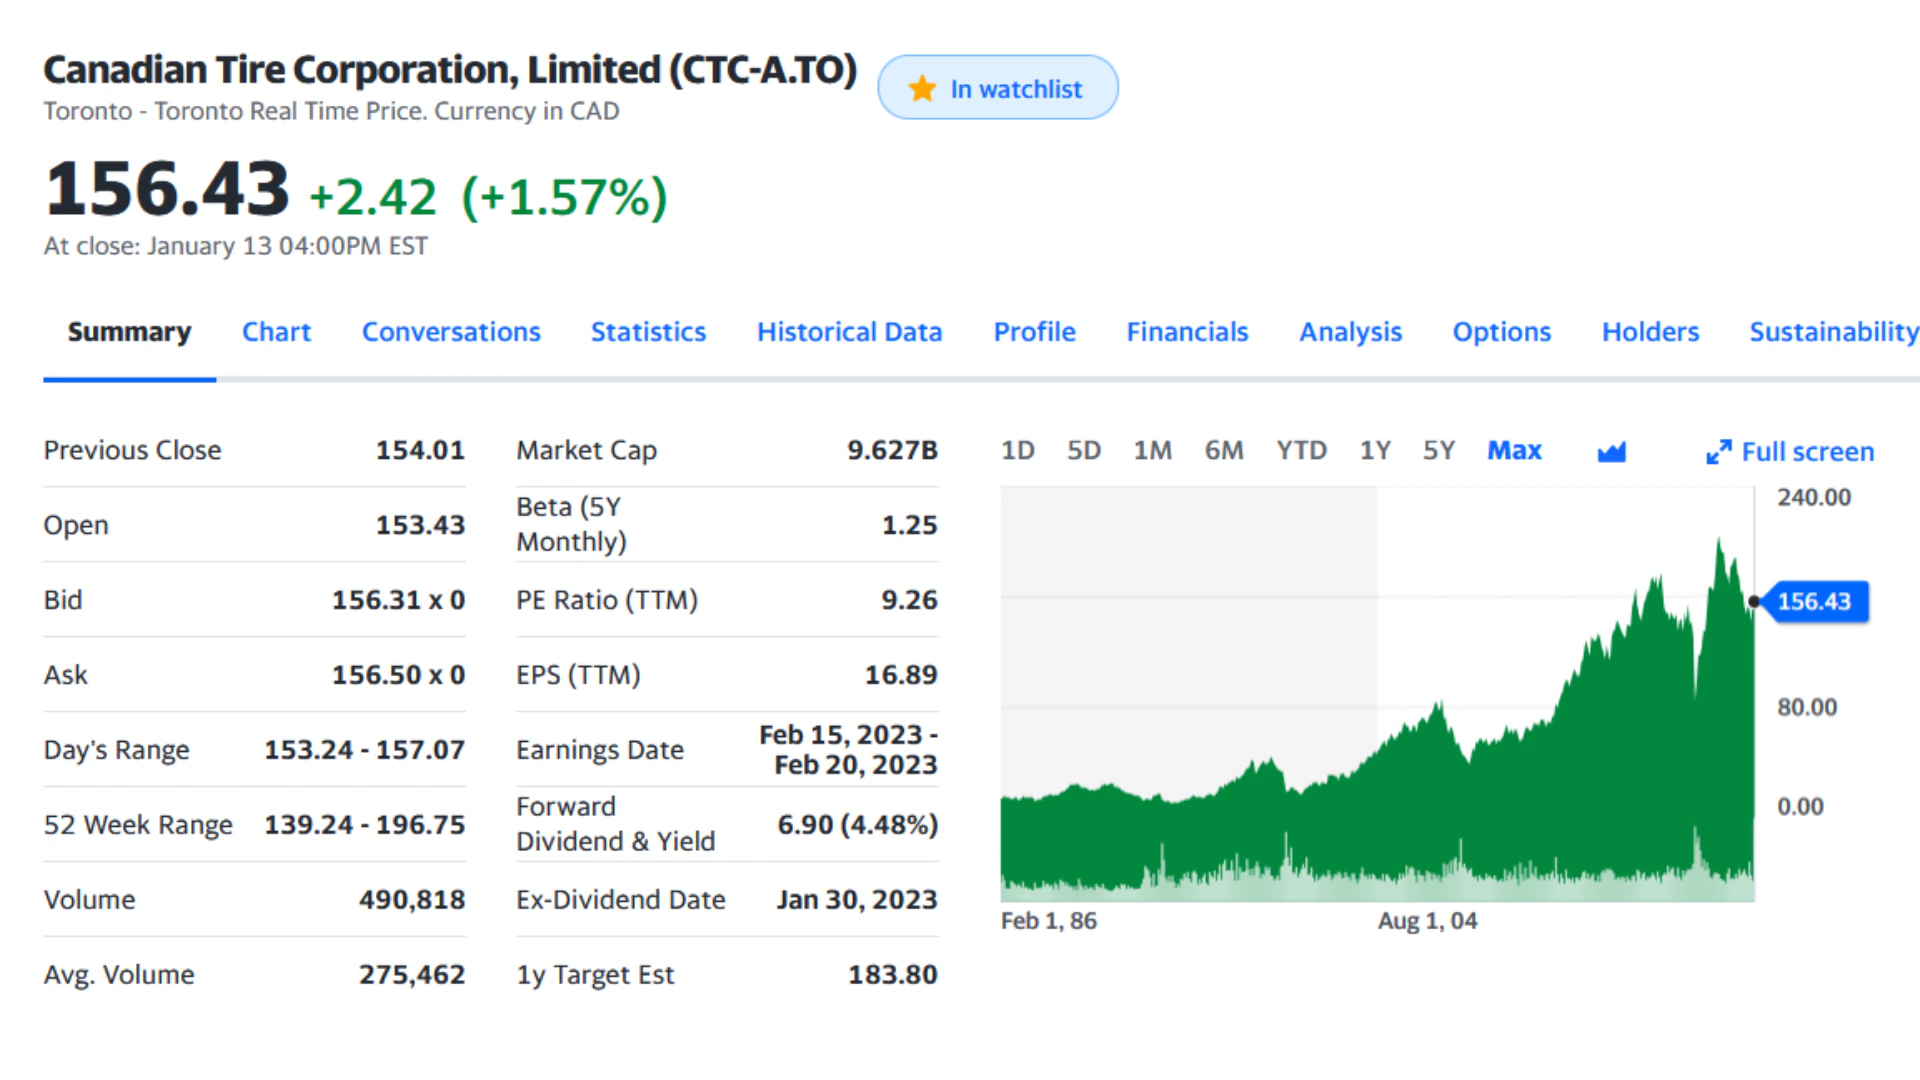 Canadian Tire Corporation, Limited (CTC-A.TO)
In watchlist
Toronto - Toronto Real Time Price. Currency in CAD
156.43 +2.42 (+1.57%)
At close: January 13 04:00PM EST
Summary Chart Conversations Statistics Historical Data Profile Financials Analysis Options Holders Sustainability
Previous Close 154.01
Open 153.43
Bid 156.31 x 0
Ask 156.50 x 0
Day's Range 153.24 - 157.07
52 Week Range 139.24 - 196.75
Volume 490,818
Avg. Volume 275,462
Market Cap 9.627B
Beta (5Y
Monthly) 1.25
PE Ratio (TTM) 9.26
EPS (TTM) 16.89
Earnings Date Feb 15, 2023 -
Feb 20, 2023
Forward
Dividend & Yield 6.90 (4.48%)
Ex-Dividend Date Jan 30, 2023
1y Target Est 183.80
1D 5D 1M 6M YTD 1Y 5Y Max Full screen
240.00
156.43
80.00
0.00
Feb 1, 86 Aug 1, 04